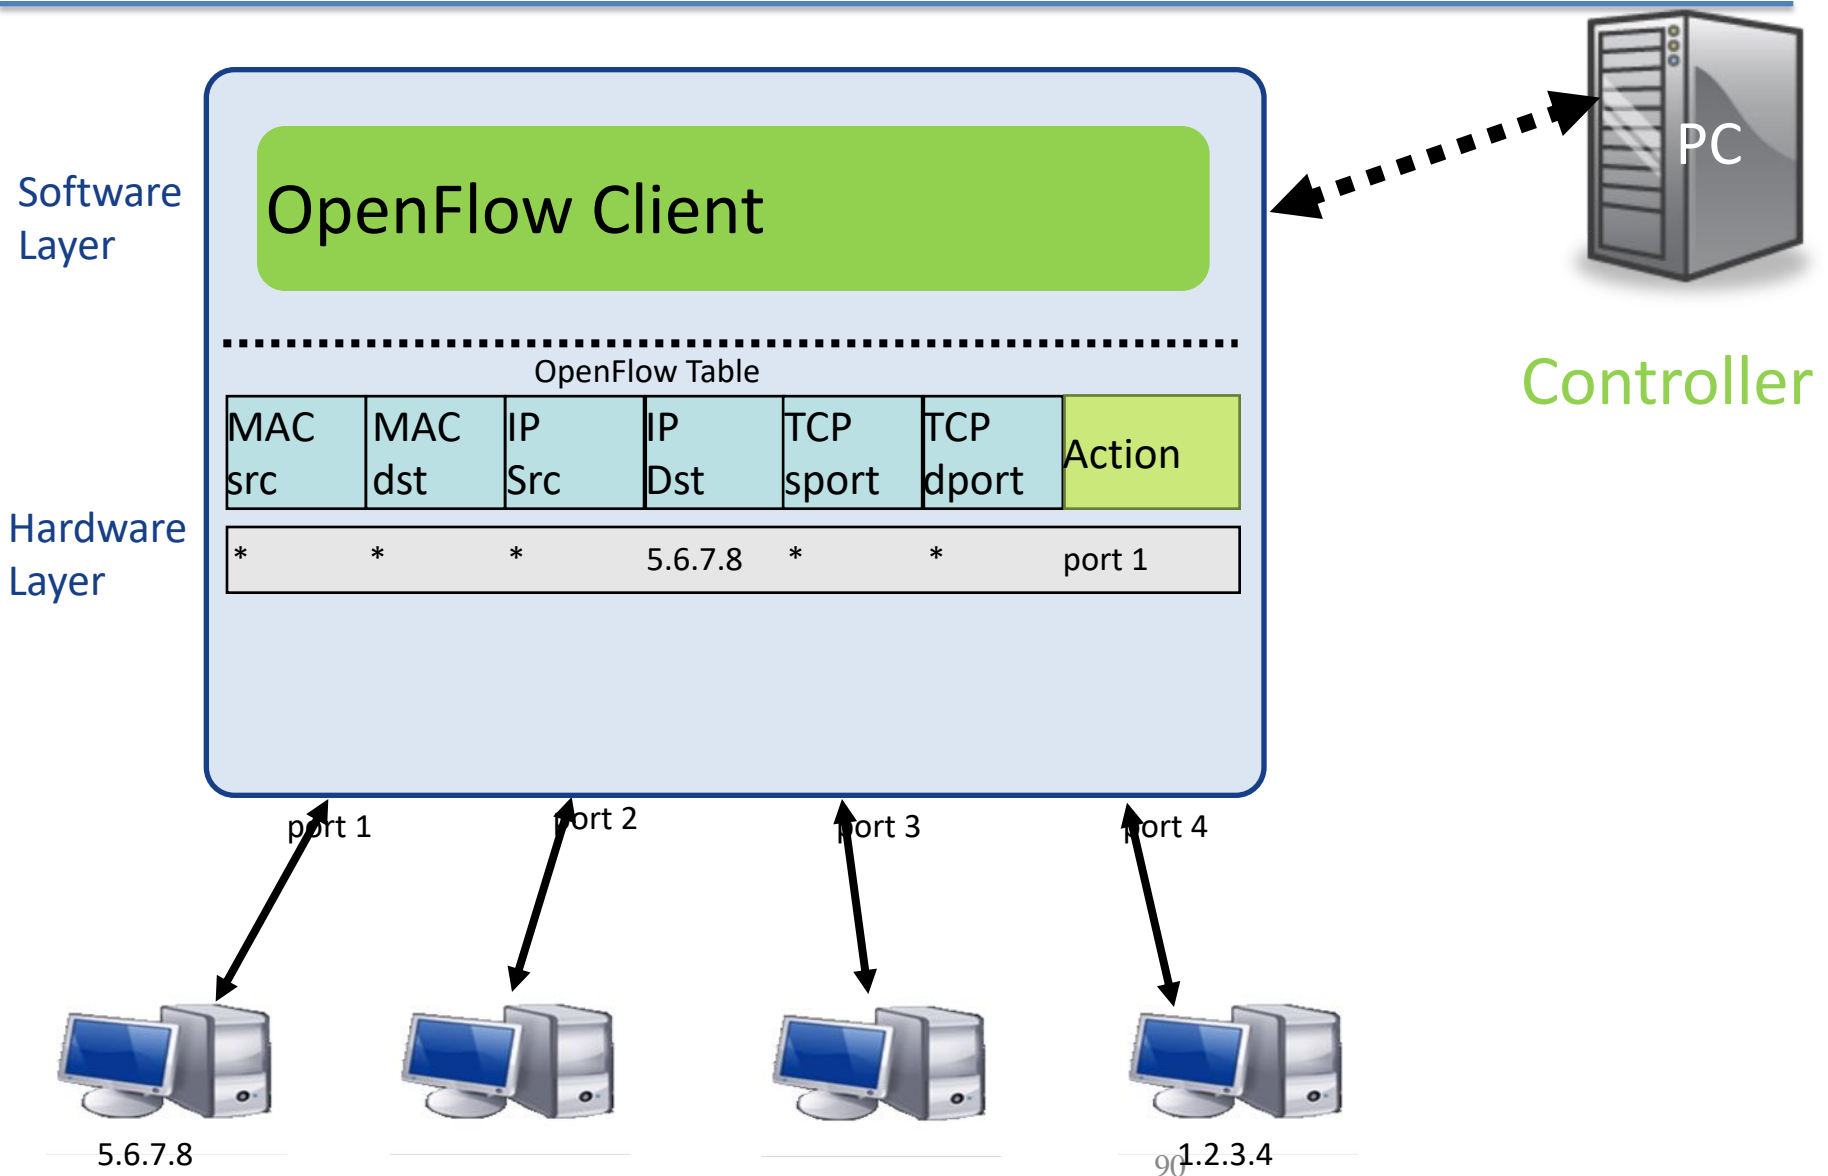 PC
Software
Layer
OpenFlow Client
Controller
OpenFlow Table
MAC src
MAC dst
IP Src
IP Dst
TCP sport
TCP dport
Action
Hardware
Layer
* * * 5.6.7.8 * * port 1
port 1
port 2
port 3
port 4
5.6.7.8
1.2.3.4
90